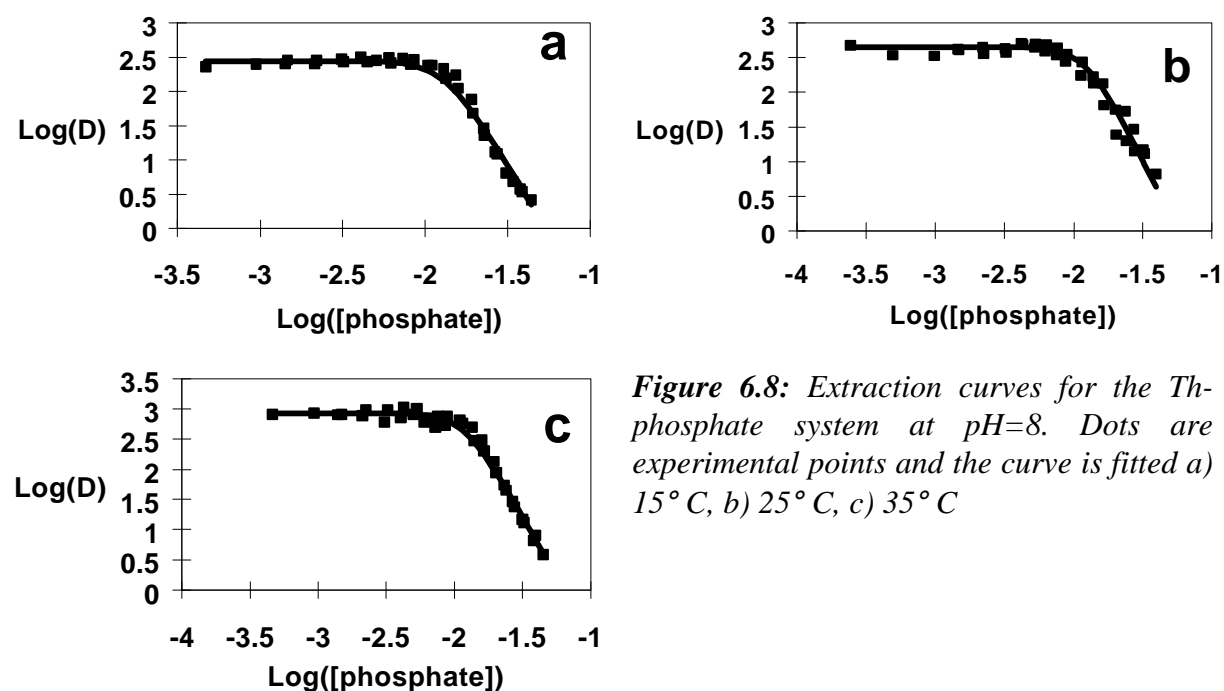 3
2.5
2
1.5
1
0.5
0
Log(D)
a
-3.5 -3 -2.5 -2 -1.5 -1
Log([phosphate])
3
2.5
2
1.5
1
0.5
0
Log(D)
b
-4 -3.5 -3 -2.5 -2 -1.5 -1
Log([phosphate])
3.5
3
2.5
2
1.5
1
0.5
0
Log(D)
c
-4 -3.5 -3 -2.5 -2 -1.5 -1
Log([phosphate])
Figure 6.8: Extraction curves for the Th-
phosphate system at pH=8. Dots are
experimental points and the curve is fitted a)
15° C, b) 25° C, c) 35° C